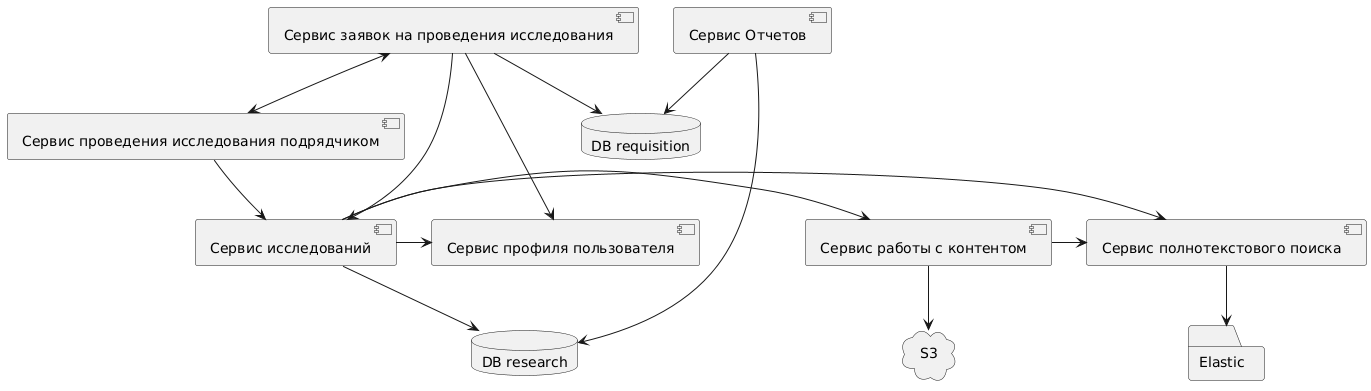 Сервис заявок на проведения исследования
Сервис Отчетов
Сервис проведения исследования подрядчиком
DB requisition
Сервис исследований
Сервис профиля пользователя
Сервис работы с контентом
Сервис полнотекстового поиска
DB research
S3
Elastic